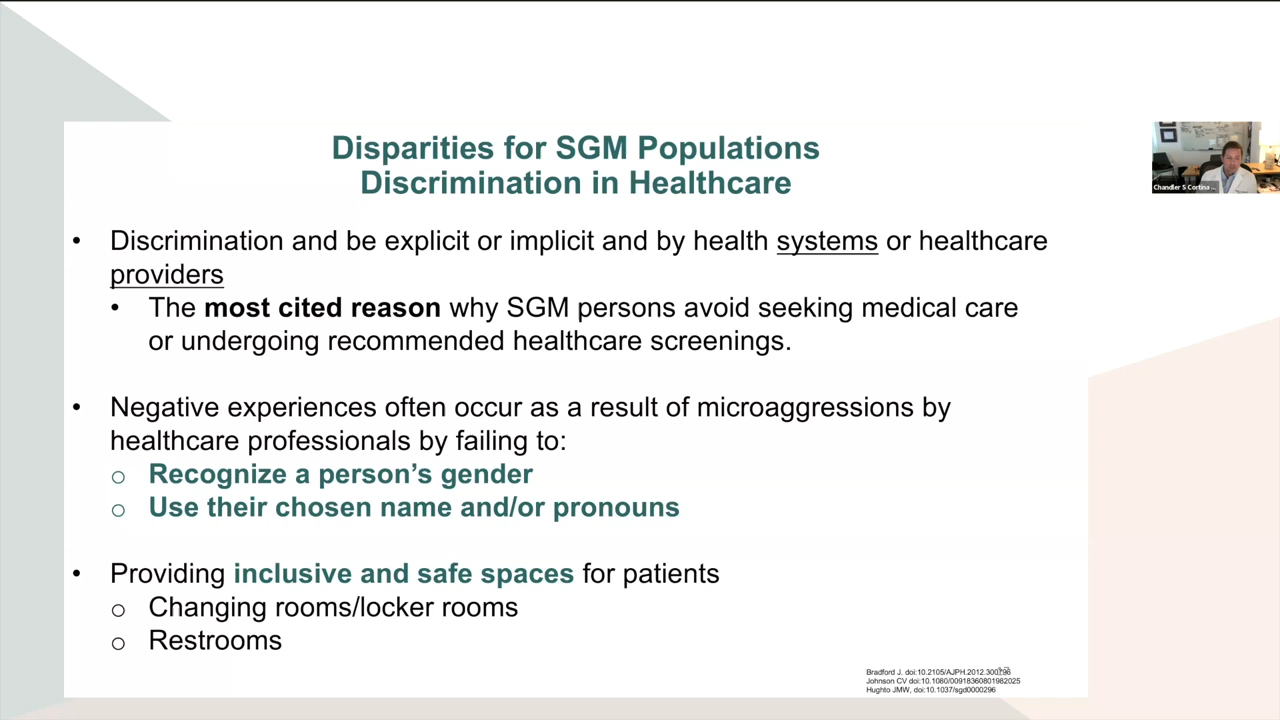 Disparities for SGM Populations
Discrimination in Healthcare
Chandler S Cortina ...
• Discrimination and be explicit or implicit and by health systems or healthcare
providers
• The most cited reason why SGM persons avoid seeking medical care
or undergoing recommended healthcare screenings.
• Negative experiences often occur as a result of microaggressions by
healthcare professionals by failing to:
o Recognize a person’s gender
o Use their chosen name and/or pronouns
• Providing inclusive and safe spaces for patients
o Changing rooms/locker rooms
o Restrooms
Bradford J. doi:10.2105/AJPH.2012.300796
Johnson CV doi:10.1080/00918360801982025
Hughto JMW, doi:10.1037/sgd0000296